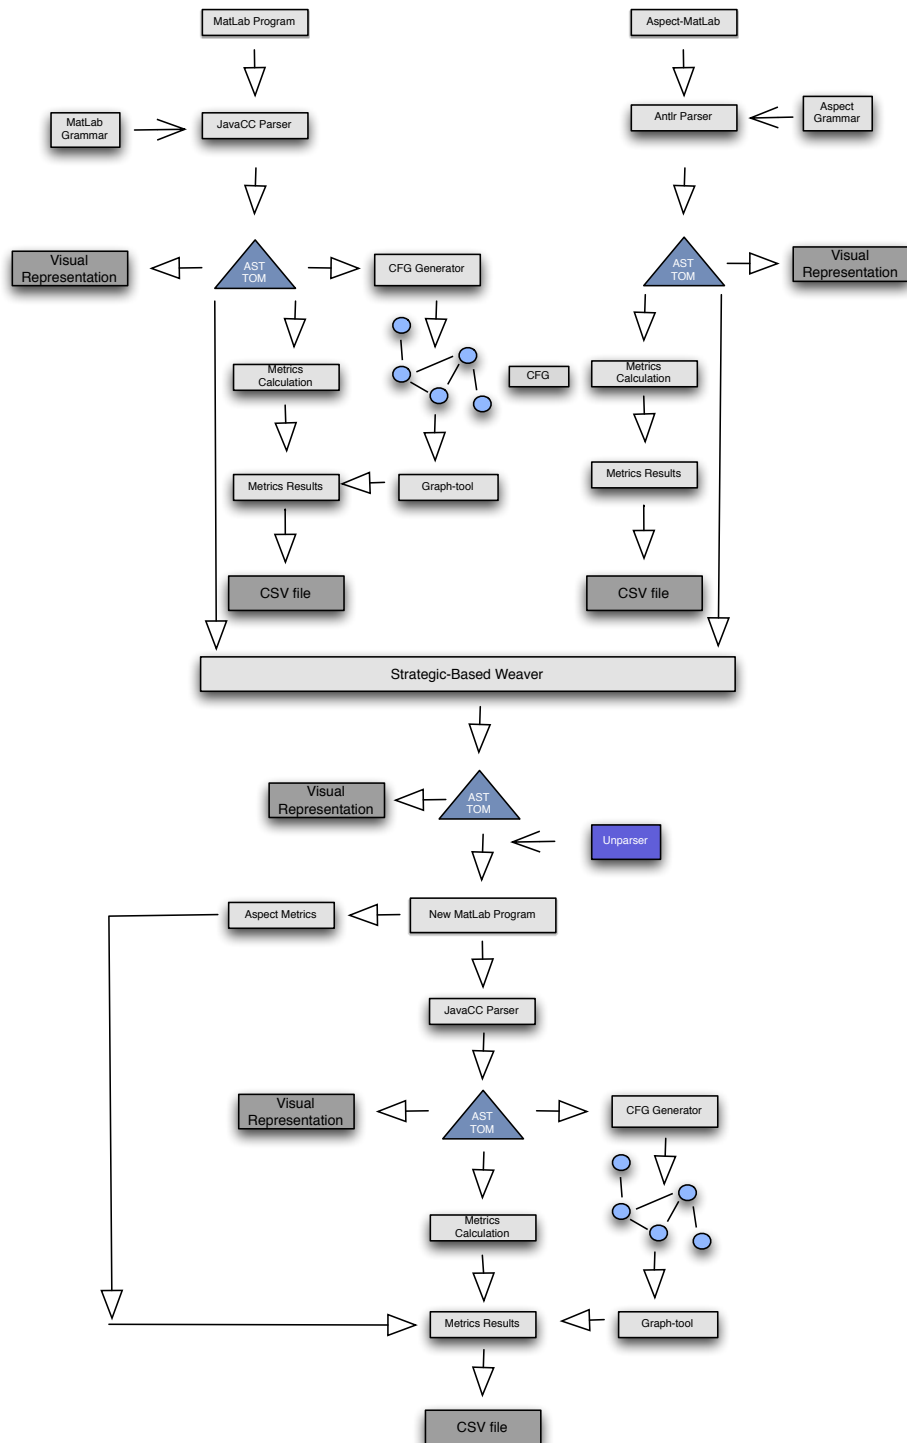 MatLab Program
Aspect-MatLab
MatLab
Grammar
JavaCC Parser
Antlr Parser
Aspect
Grammar
Visual
Representation
AST
TOM
CFG Generator
AST
TOM
Visual
Representation
Metrics
Calculation
CFG
Metrics
Calculation
Metrics Results
Graph-tool
Metrics Results
CSV file
CSV file
Strategic-Based Weaver
Visual
Representation
AST
TOM
Unparser
Aspect Metrics
New MatLab Program
JavaCC Parser
Visual
Representation
AST
TOM
CFG Generator
Metrics
Calculation
Metrics Results
Graph-tool
CSV file